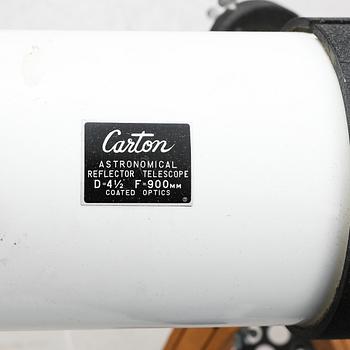 Carton
ASTRONOMICAL
REFLECTOR TELESCOPE
D=4½ F=900MM
COATED OPTICS